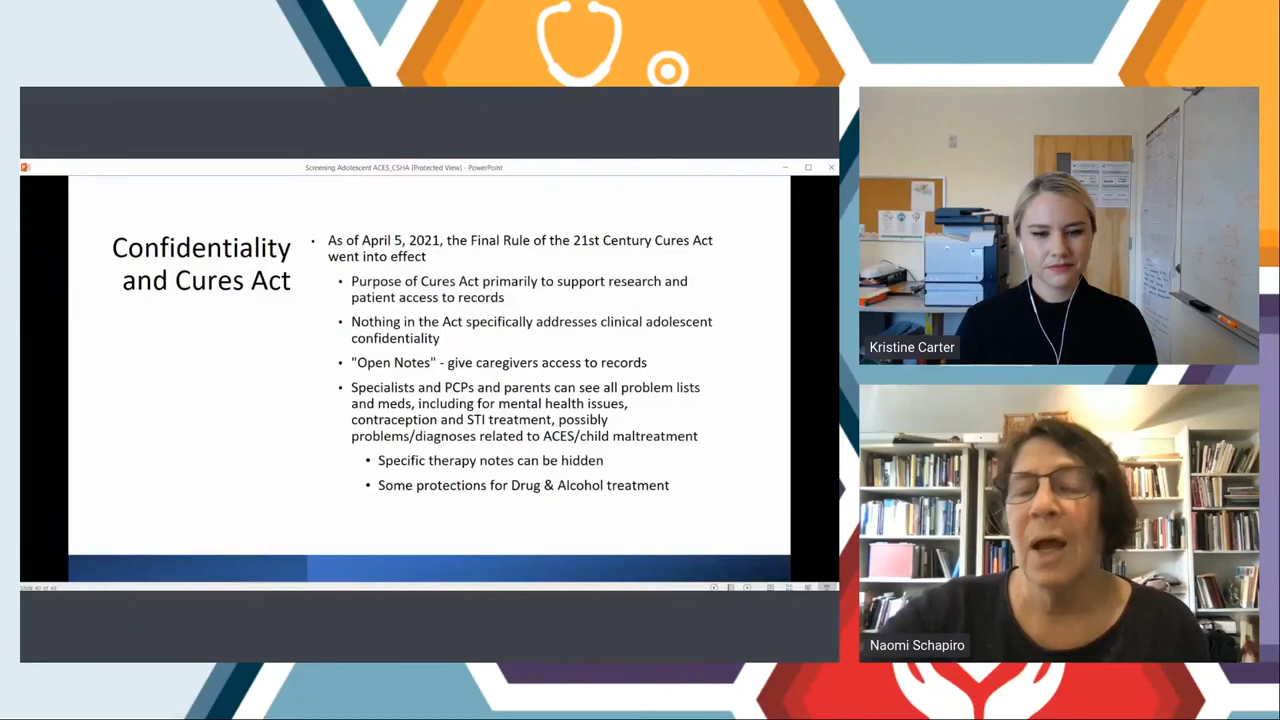 Screening Adolescent ACES_CSHA [Protected View] - PowerPoint
Confidentiality
and Cures Act
• As of April 5, 2021, the Final Rule of the 21st Century Cures Act
went into effect
• Purpose of Cures Act primarily to support research and
patient access to records
• Nothing in the Act specifically addresses clinical adolescent
confidentiality
• "Open Notes" - give caregivers access to records
• Specialists and PCPs and parents can see all problem lists
and meds, including for mental health issues,
contraception and STI treatment, possibly
problems/diagnoses related to ACES/child maltreatment
• Specific therapy notes can be hidden
• Some protections for Drug & Alcohol treatment
Kristine Carter
Naomi Schapiro